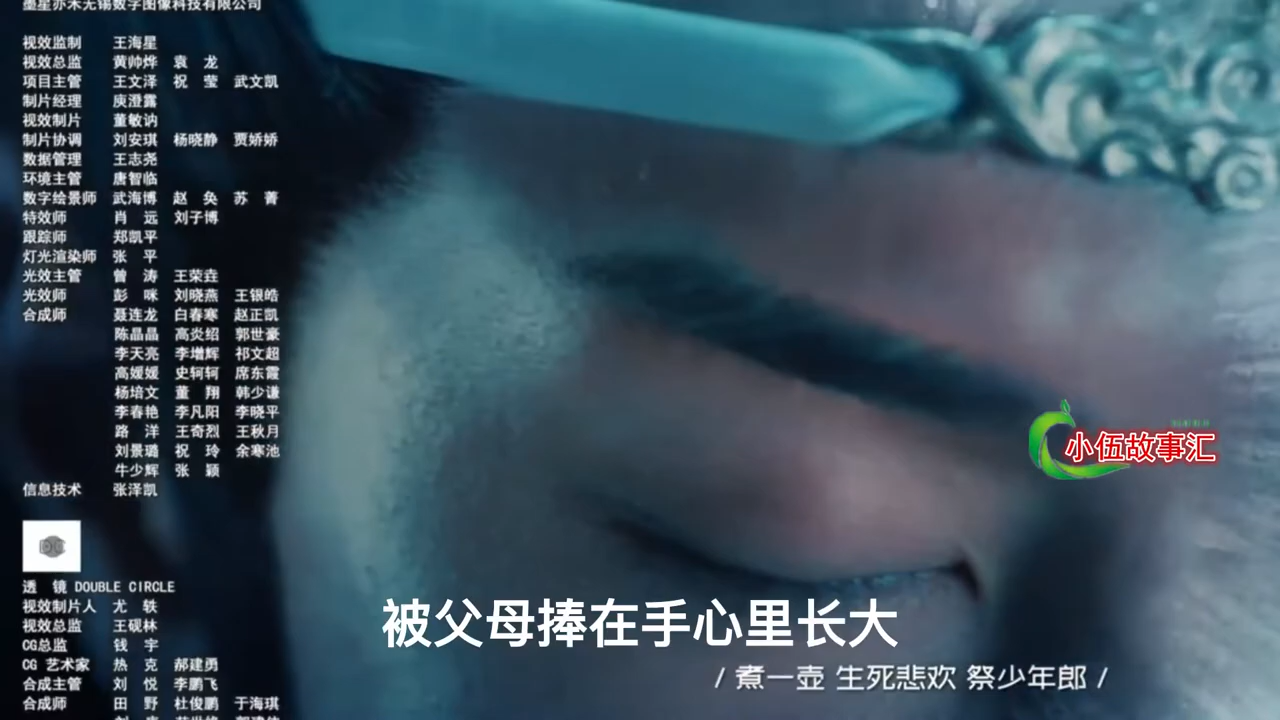 墨星亦禾无锡数字图像科技有限公司
视效监制 王海星
视效总监 黄帅烨 袁 龙
项目主管 王文泽 祝 莹 武文凯
制片经理 庾澄露
视效制片 董敏讷
制片协调 刘安琪 杨晓静 贾娇娇
数据管理 王志尧
环境主管 唐智临
数字绘景师 武海博 赵 奂 苏 菁
特效师 肖 远 刘子博
跟踪师 郑凯平
灯光渲染师 张 平
光效主管 曾 涛 王荣垚
光效师 彭 咪 刘晓燕 王银皓
合成师 聂连龙 白春寒 赵正凯
陈晶晶 高炎绍 郭世豪
李天亮 李增辉 祁文超
高媛媛 史轲轲 席东霞
杨培文 董 翔 韩少谦
李春艳 李凡阳 李晓平
路 洋 王奇烈 王秋月
刘景璐 祝 玲 余寒池
牛少辉 张 颖
信息技术 张泽凯
DC
透 镜 DOUBLE CIRCLE
视效制片人 尤 轶
视效总监 王砚林
CG总监 钱 宇
CG 艺术家 热 克 郝建勇
合成主管 刘 悦 李鹏飞
合成师 田 野 杜俊鹏 于海琪
小伍故事汇
被父母捧在手心里长大
/ 煮一壶 生死悲欢 祭少年郎 /